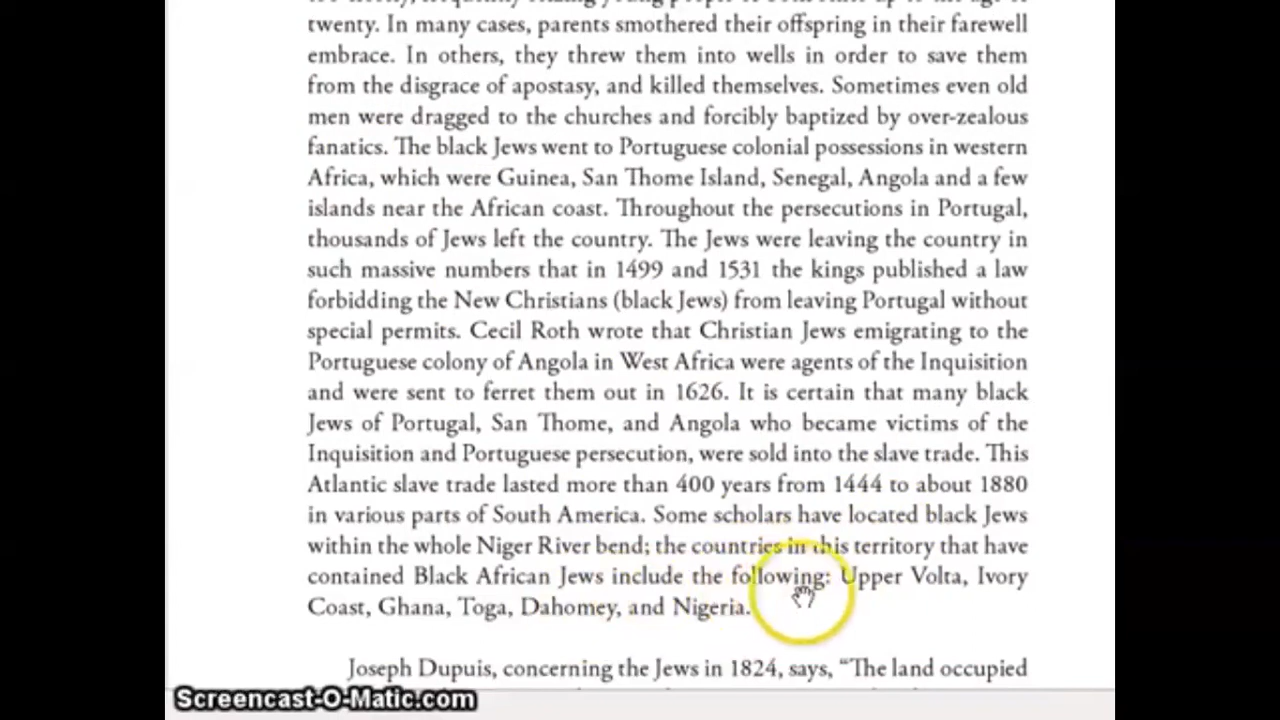 twenty. In many cases, parents smothered their offspring in their farewell
embrace. In others, they threw them into wells in order to save them
from the disgrace of apostasy, and killed themselves. Sometimes even old
men were dragged to the churches and forcibly baptized by over-zealous
fanatics. The black Jews went to Portuguese colonial possessions in western
Africa, which were Guinea, San Thome Island, Senegal, Angola and a few
islands near the African coast. Throughout the persecutions in Portugal,
thousands of Jews left the country. The Jews were leaving the country in
such massive numbers that in 1499 and 1531 the kings published a law
forbidding the New Christians (black Jews) from leaving Portugal without
special permits. Cecil Roth wrote that Christian Jews emigrating to the
Portuguese colony of Angola in West Africa were agents of the Inquisition
and were sent to ferret them out in 1626. It is certain that many black
Jews of Portugal, San Thome, and Angola who became victims of the
Inquisition and Portuguese persecution, were sold into the slave trade. This
Atlantic slave trade lasted more than 400 years from 1444 to about 1880
in various parts of South America. Some scholars have located black Jews
within the whole Niger River bend; the countries in this territory that have
contained Black African Jews include the following: Upper Volta, Ivory
Coast, Ghana, Toga, Dahomey, and Nigeria.
Joseph Dupuis, concerning the Jews in 1824, says, “The land occupied
Screencast-O-Matic.com